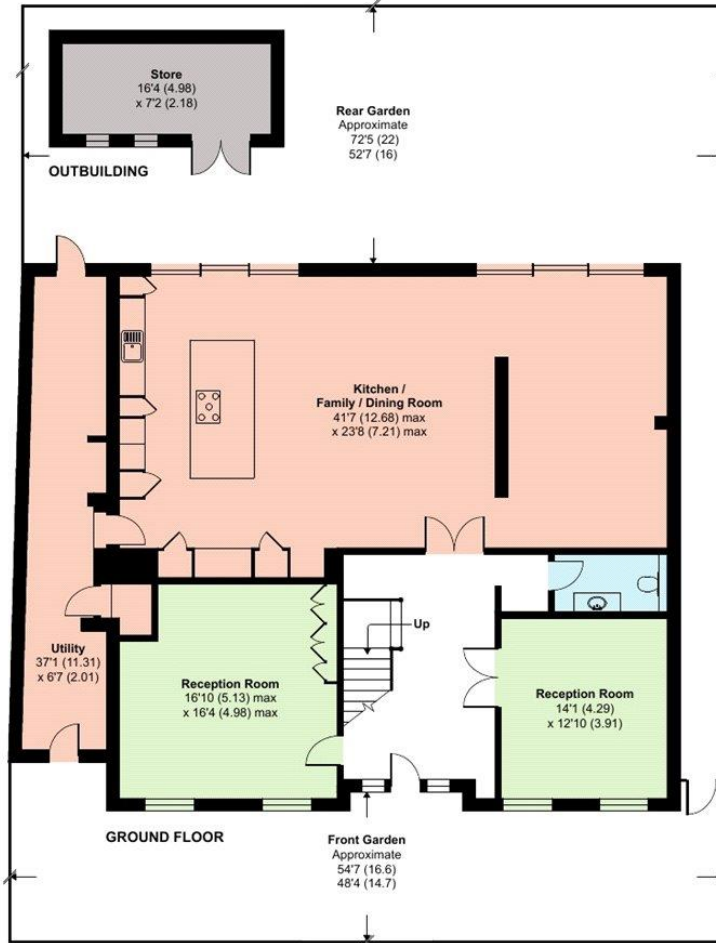 Store
16'4 (4.98)
x 7'2 (2.18)
OUTBUILDING
Rear Garden
Approximate
72'5 (22)
52'7 (16)
Kitchen /
Family / Dining Room
41'7 (12.68) max
x 23'8 (7.21) max
Up
Utility
37'1 (11.31)
x 6'7 (2.01)
Reception Room
16'10 (5.13) max
x 16'4 (4.98) max
Reception Room
14'1 (4.29)
x 12'10 (3.91)
GROUND FLOOR
Front Garden
Approximate
54'7 (16.6)
48'4 (14.7)